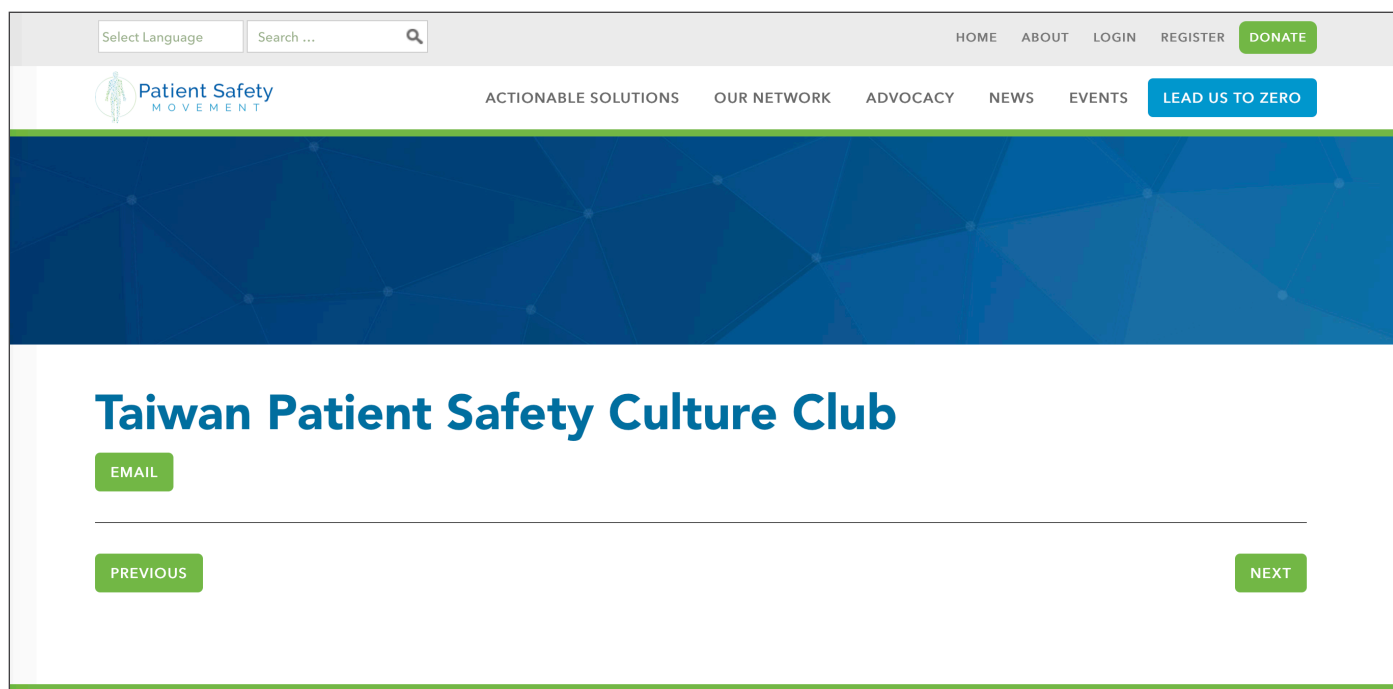 Select Language Search ... HOME ABOUT LOGIN REGISTER DONATE
Patient Safety
MOVEMENT
ACTIONABLE SOLUTIONS OUR NETWORK ADVOCACY NEWS EVENTS LEAD US TO ZERO
Taiwan Patient Safety Culture Club
EMAIL
PREVIOUS NEXT